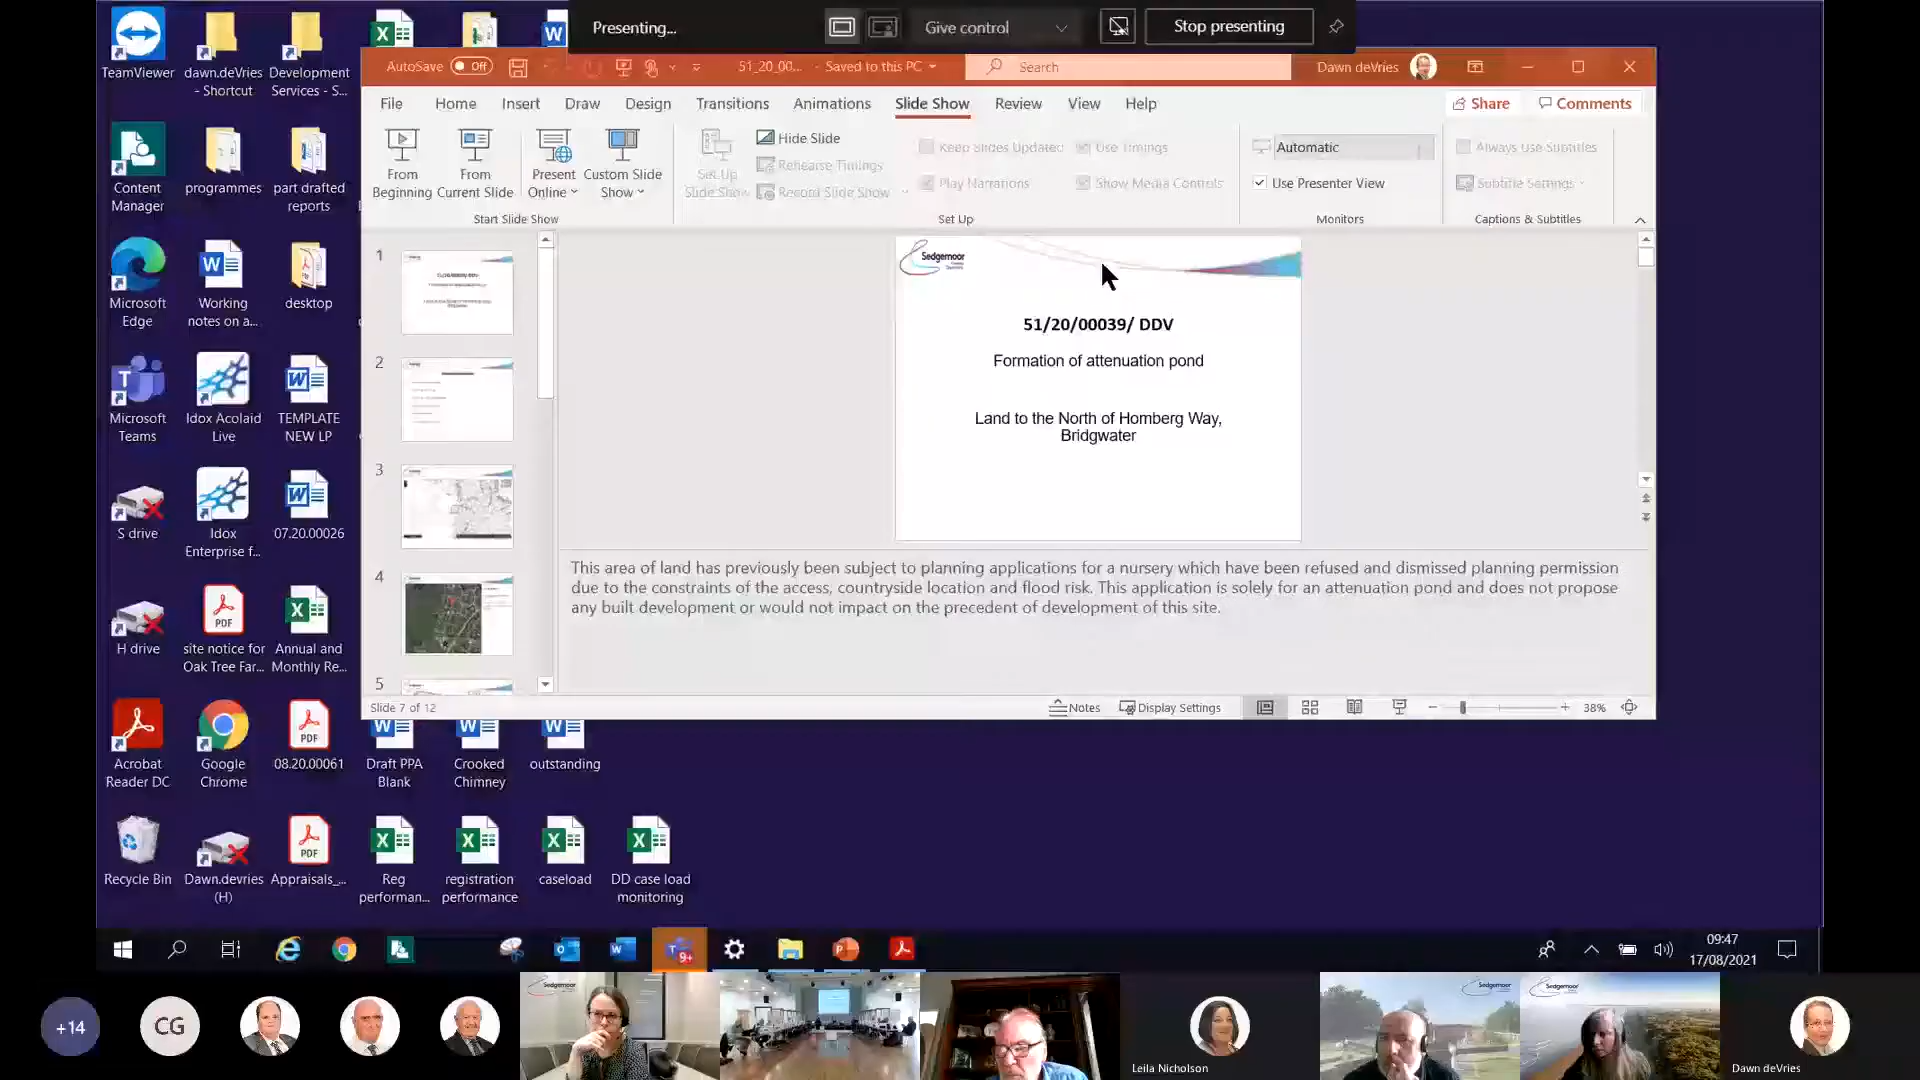 Presenting...
Give control
Stop presenting
AutoSave Off
51_20_00... - Saved to this PC
Search
Dawn deVries
File Home Insert Draw Design Transitions Animations Slide Show Review View Help
Share
Comments
From Beginning
From Current Slide
Present Online
Custom Slide Show
Start Slide Show
Set Up Slide Show
Hide Slide
Rehearse Timings
Record Slide Show
Keep Slides Updated
Play Narrations
Use Timings
Show Media Controls
Set Up
Automatic
Use Presenter View
Monitors
Always Use Subtitles
Subtitle Settings
Captions & Subtitles
1
2
3
4
5
Sedgemoor
51/20/00039/ DDV
Formation of attenuation pond
Land to the North of Homberg Way,
Bridgwater
This area of land has previously been subject to planning applications for a nursery which have been refused and dismissed planning permission
due to the constraints of the access, countryside location and flood risk. This application is solely for an attenuation pond and does not propose
any built development or would not impact on the precedent of development of this site.
Slide 7 of 12
Notes
Display Settings
38%
TeamViewer
dawn.deVries
- Shortcut
Development
Services - S...
Content
Manager
programmes
part drafted
reports
Microsoft
Edge
Working
notes on a...
desktop
Microsoft
Teams
Idox Acolaid
Live
TEMPLATE
NEW LP
S drive
Idox
Enterprise f...
07.20.00026
H drive
site notice for
Oak Tree Far...
Annual and
Monthly Re...
Acrobat
Reader DC
Google
Chrome
08.20.00061
Draft PPA
Blank
Crooked
Chimney
outstanding
Recycle Bin
Dawn.devries
(H)
Appraisals_...
Reg
performan...
registration
performance
caseload
DD case load
monitoring
PDF
PDF
PDF
9+
09:47
17/08/2021
+14
CG
Sedgemoor
Leila Nicholson
Sedgemoor
Sedgemoor
Dawn deVries